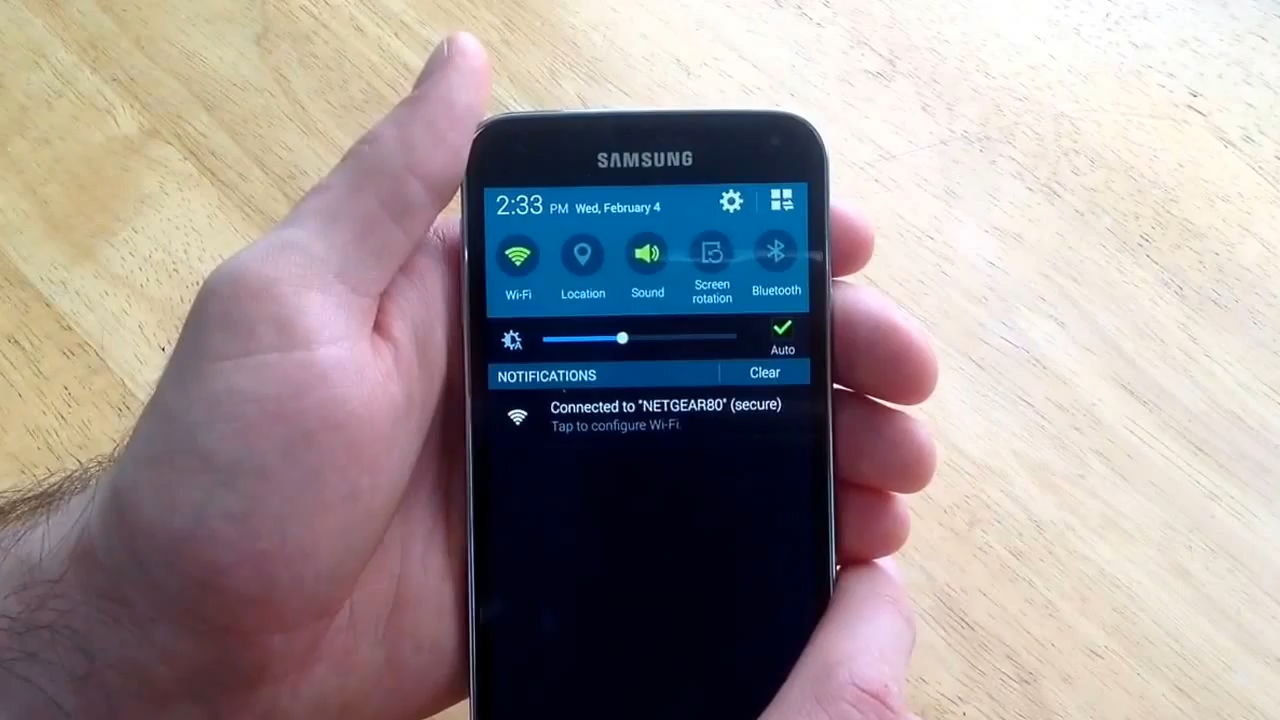 SAMSUNG
2:33 PM Wed, February 4
Wi-Fi Location Sound Screen rotation Bluetooth
A Auto
NOTIFICATIONS Clear
Connected to "NETGEAR80" (secure)
Tap to configure Wi-Fi.